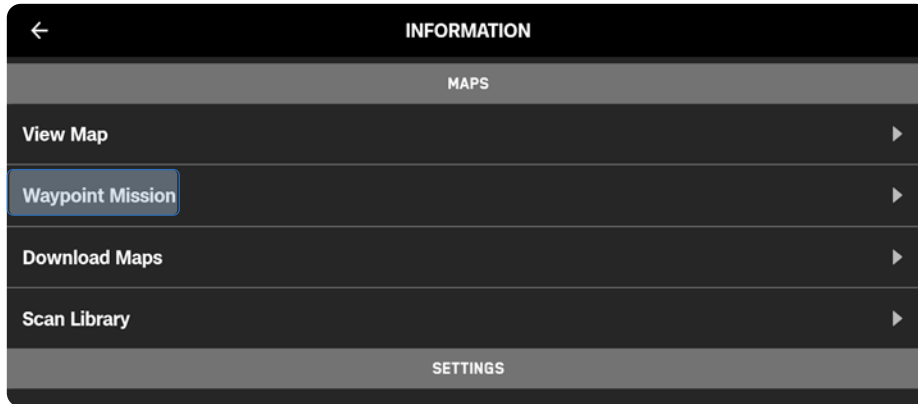 INFORMATION
MAPS
View Map
Waypoint Mission
Download Maps
Scan Library
SETTINGS